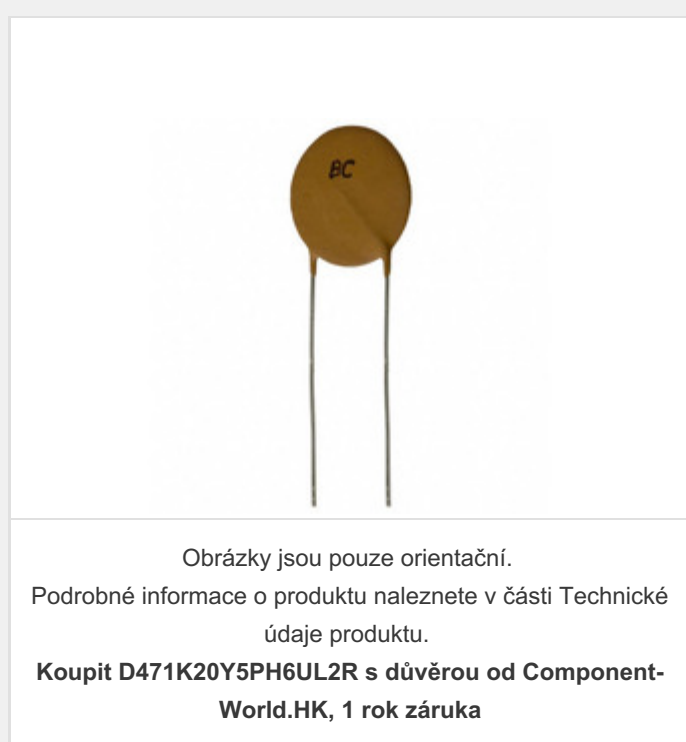 BC
Obrázky jsou pouze orientační.
Podrobné informace o produktu naleznete v části Technické
údaje produktu.
Koupit D471K20Y5PH6UL2R s důvěrou od Component-
World.HK, 1 rok záruka